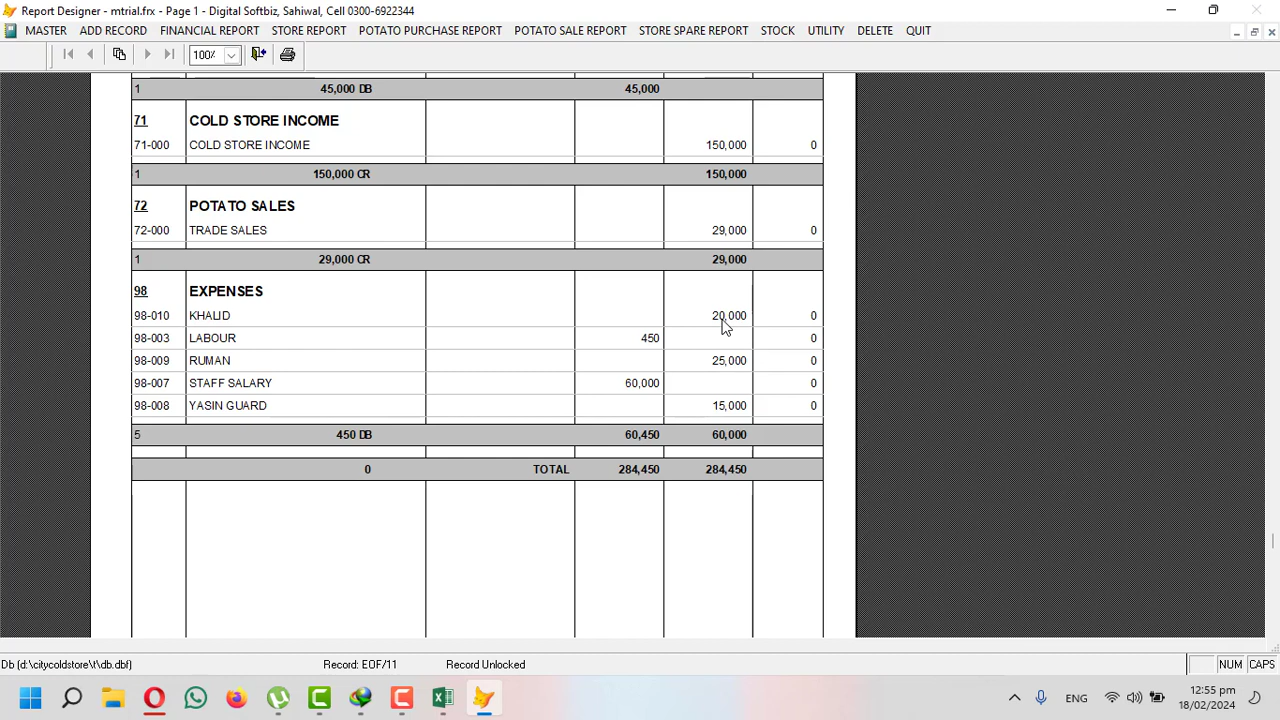 Report Designer - mtrial.frx - Page 1 - Digital Softbiz, Sahiwal, Cell 0300-6922344
MASTER ADD RECORD FINANCIAL REPORT STORE REPORT POTATO PURCHASE REPORT POTATO SALE REPORT STORE SPARE REPORT STOCK UTILITY DELETE QUIT
100%
1 45,000 DB 45,000
71 COLD STORE INCOME
71-000 COLD STORE INCOME 150,000 0
1 150,000 CR 150,000
72 POTATO SALES
72-000 TRADE SALES 29,000 0
1 29,000 CR 29,000
98 EXPENSES
98-010 KHALID 20,000 0
98-003 LABOUR 450 0
98-009 RUMAN 25,000 0
98-007 STAFF SALARY 60,000 0
98-008 YASIN GUARD 15,000 0
5 450 DB 60,450 60,000
0 TOTAL 284,450 284,450
Db (d:\citycoldstore\t\db.dbf) Record: EOF/11 Record Unlocked NUM CAPS
ENG 12:55 pm
18/02/2024